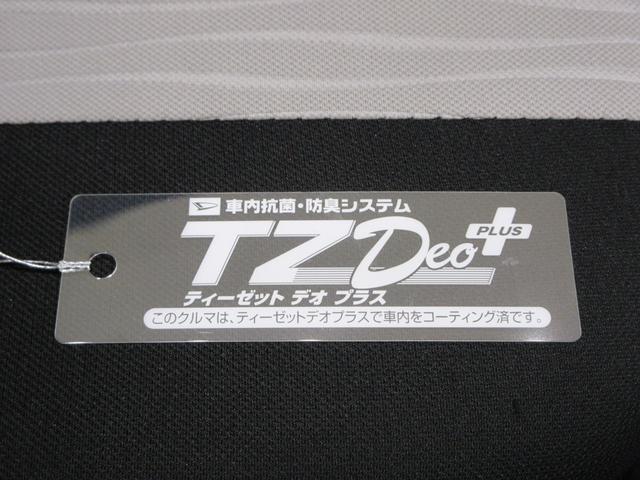 車内抗菌・防臭システム
TZ Deo PLUS
ティーゼット デオ プラス
このクルマは、ティーゼットデオプラスで車内をコーティング済です。